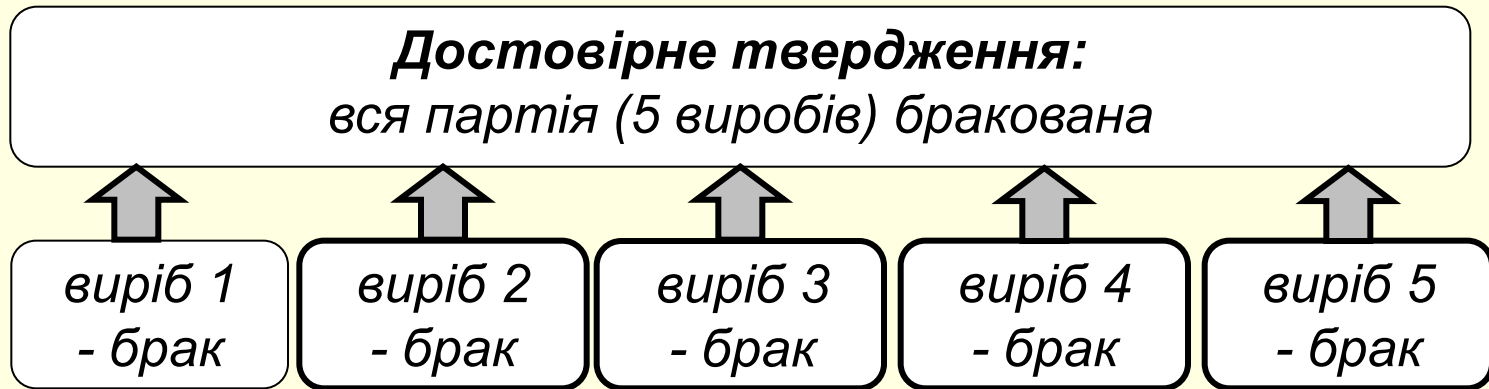 Достовірне твердження:
вся партія (5 виробів) бракована
виріб 1
- брак
виріб 2
- брак
виріб 3
- брак
виріб 4
- брак
виріб 5
- брак